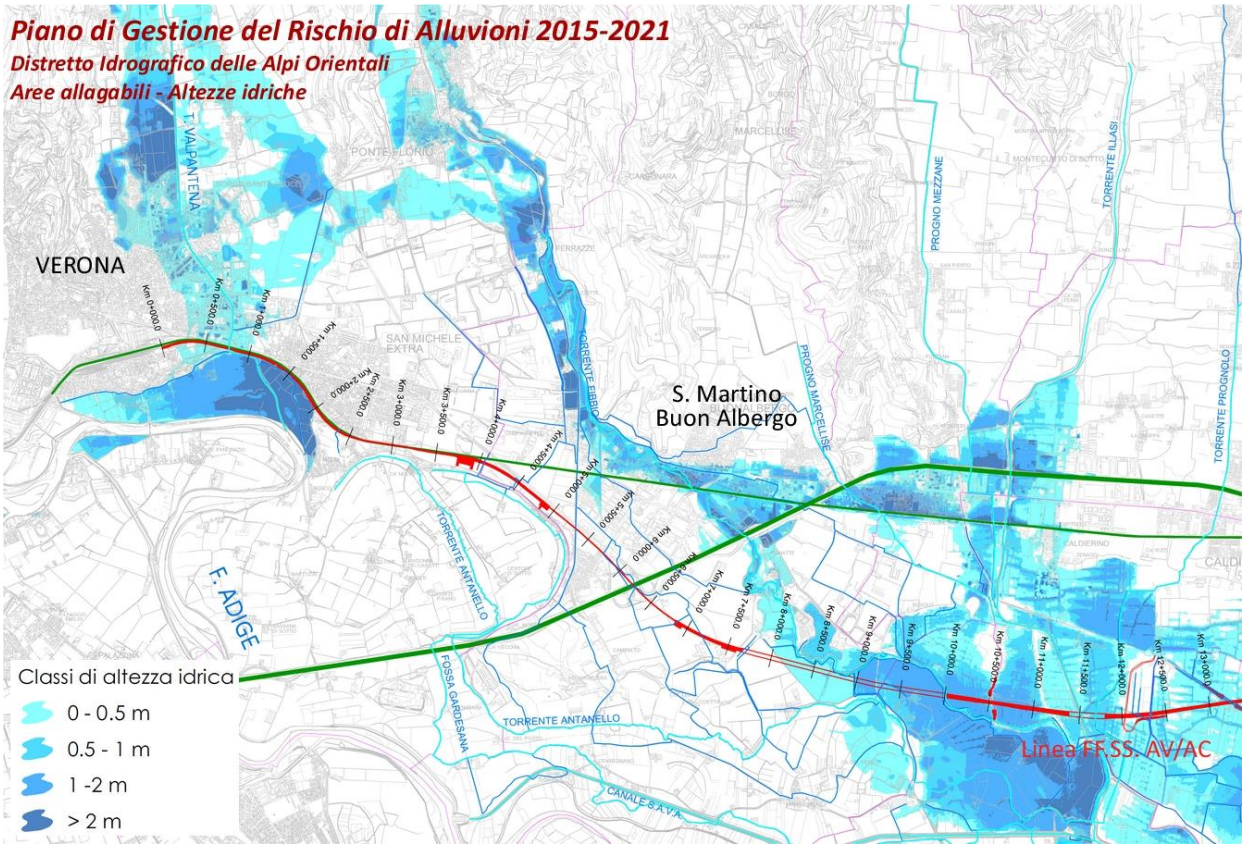 Piano di Gestione del Rischio di Alluvioni 2015-2021
Distretto Idrografico delle Alpi Orientali
Aree allagabili - Altezze idriche
T. VALPANTENA
PONTE FLORIO
MARCELLISE
FERRAZZE
VERONA
SAN MICHELE
EXTRA
TORRENTE FIBBIO
S. Martino
Buon Albergo
PROGNO MARCELLISE
PROGNO MEZZANE
MONTECURTO DI SOTTO
TORRENTE ILLASI
TORRENTE PROGNOLO
CALDIERINO
Km 0+000.0
Km 0+500.0
Km 1+000.0
Km 1+500.0
Km 2+000.0
Km 2+500.0
Km 3+000.0
Km 3+500.0
Km 4+000.0
Km 4+500.0
Km 5+000.0
Km 5+500.0
Km 6+000.0
Km 6+500.0
Km 7+000.0
Km 7+500.0
Km 8+000.0
Km 8+500.0
Km 9+000.0
Km 9+500.0
Km 10+000.0
Km 10+500.0
Km 11+000.0
Km 11+500.0
Km 12+000.0
Km 12+500.0
Km 13+000.0
TORRENTE ANTANELLO
F. ADIGE
FOSSA GARDESANA
TORRENTE ANTANELLO
CANALE S.A.V.A.
Linea FF.SS. AV/AC
Classi di altezza idrica
0 - 0.5 m
0.5 - 1 m
1 -2 m
> 2 m